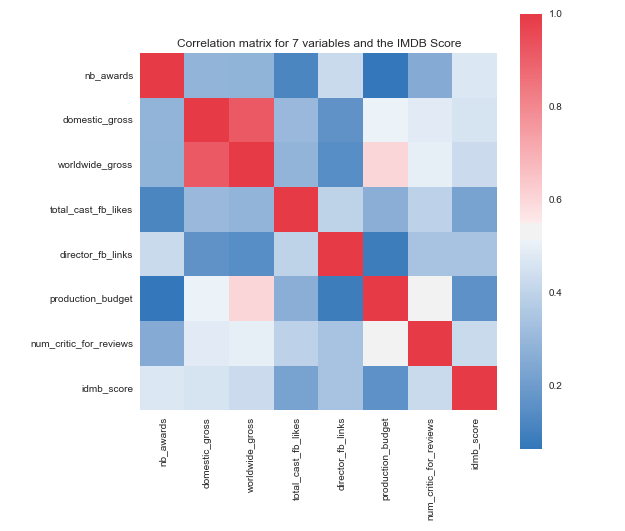 Correlation matrix for 7 variables and the IMDB Score
nb_awards
domestic_gross
worldwide_gross
total_cast_fb_likes
director_fb_links
production_budget
num_critic_for_reviews
idmb_score
nb_awards
domestic_gross
worldwide_gross
total_cast_fb_likes
director_fb_links
production_budget
num_critic_for_reviews
idmb_score
1.0
0.8
0.6
0.4
0.2